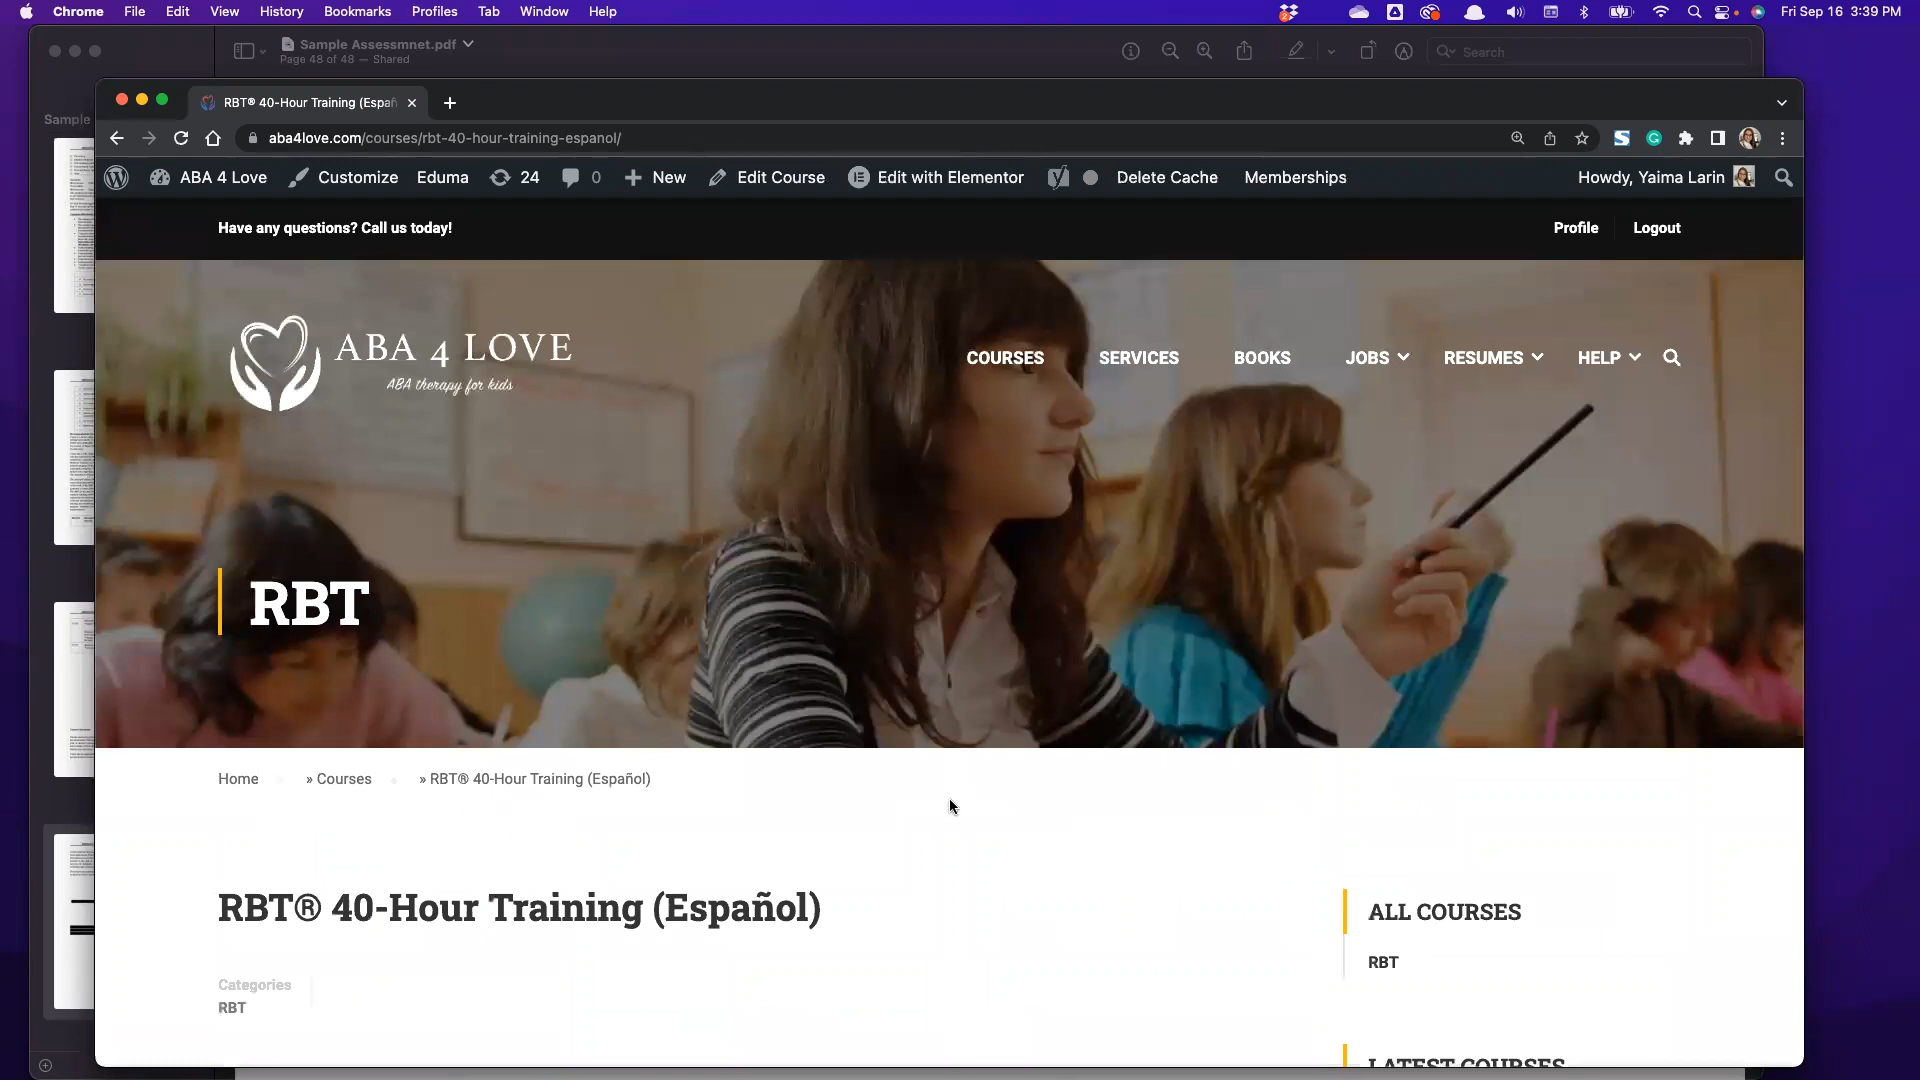 Chrome File Edit View History Bookmarks Profiles Tab Window Help
2
Fri Sep 16 3:39 PM
Sample Assessmnet.pdf
Page 48 of 48 — Shared
Search
Sample
RBT® 40-Hour Training (Españ
aba4love.com/courses/rbt-40-hour-training-espanol/
ABA 4 Love Customize Eduma 24 0 New Edit Course Edit with Elementor Delete Cache Memberships Howdy, Yaima Larin
Have any questions? Call us today!
Profile Logout
ABA 4 LOVE
ABA therapy for kids
COURSES SERVICES BOOKS JOBS RESUMES HELP
RBT
Home » Courses » RBT® 40-Hour Training (Español)
RBT® 40-Hour Training (Español)
Categories
RBT
ALL COURSES
RBT
LATEST COURSES